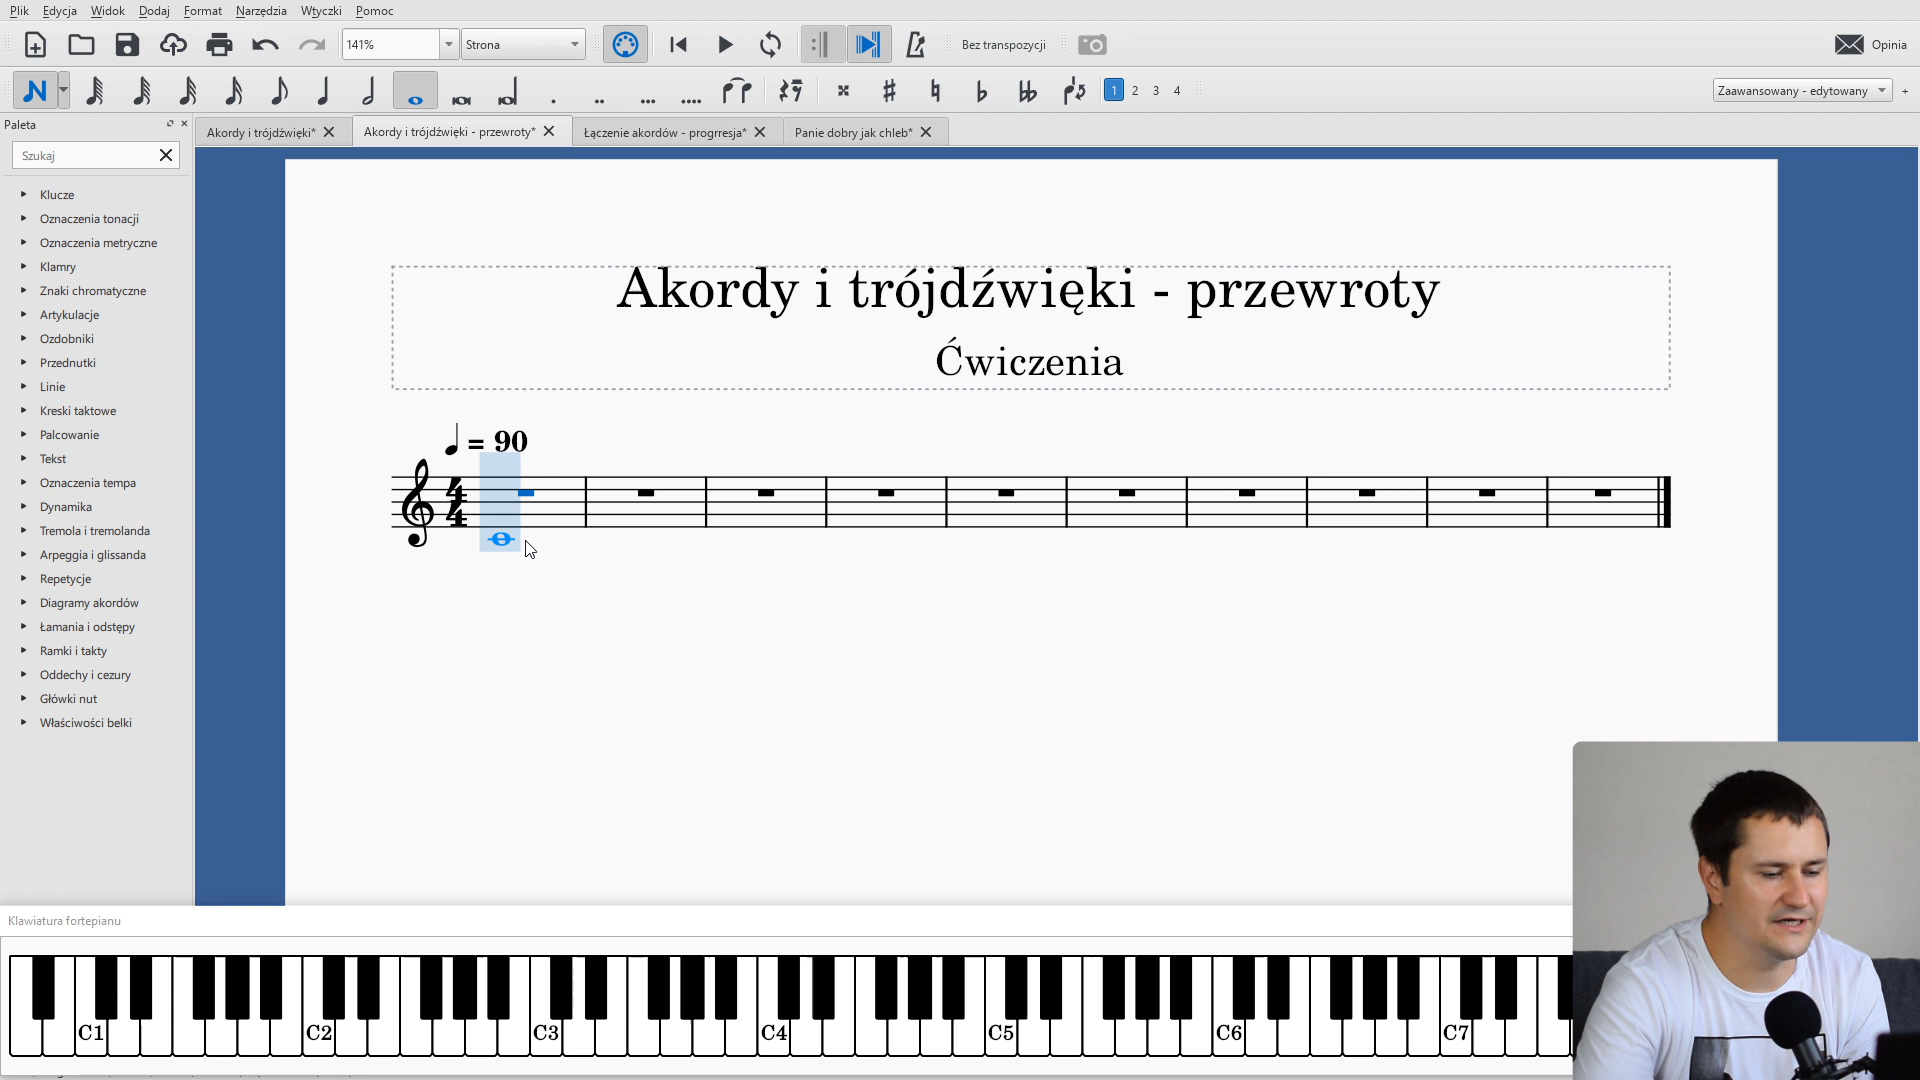 Plik Edycja Widok Dodaj Format Narzędzia Wtyczki Pomoc
141% Strona Bez transpozycji Opinia
1 2 3 4 Zaawansowany - edytowany +
Paleta
Akordy i trójdźwięki* Akordy i trójdźwięki - przewroty* Łączenie akordów - progrresja* Panie dobry jak chleb*
Szukaj
Klucze
Oznaczenia tonacji
Oznaczenia metryczne
Klamry
Znaki chromatyczne
Artykulacje
Ozdobniki
Przednutki
Linie
Kreski taktowe
Palcowanie
Tekst
Oznaczenia tempa
Dynamika
Tremola i tremolanda
Arpeggia i glissanda
Repetycje
Diagramy akordów
Łamania i odstępy
Ramki i takty
Oddechy i cezury
Główki nut
Właściwości belki
Akordy i trójdźwięki - przewroty
Ćwiczenia
= 90
4
4
Klawiatura fortepianu
C1 C2 C3 C4 C5 C6 C7